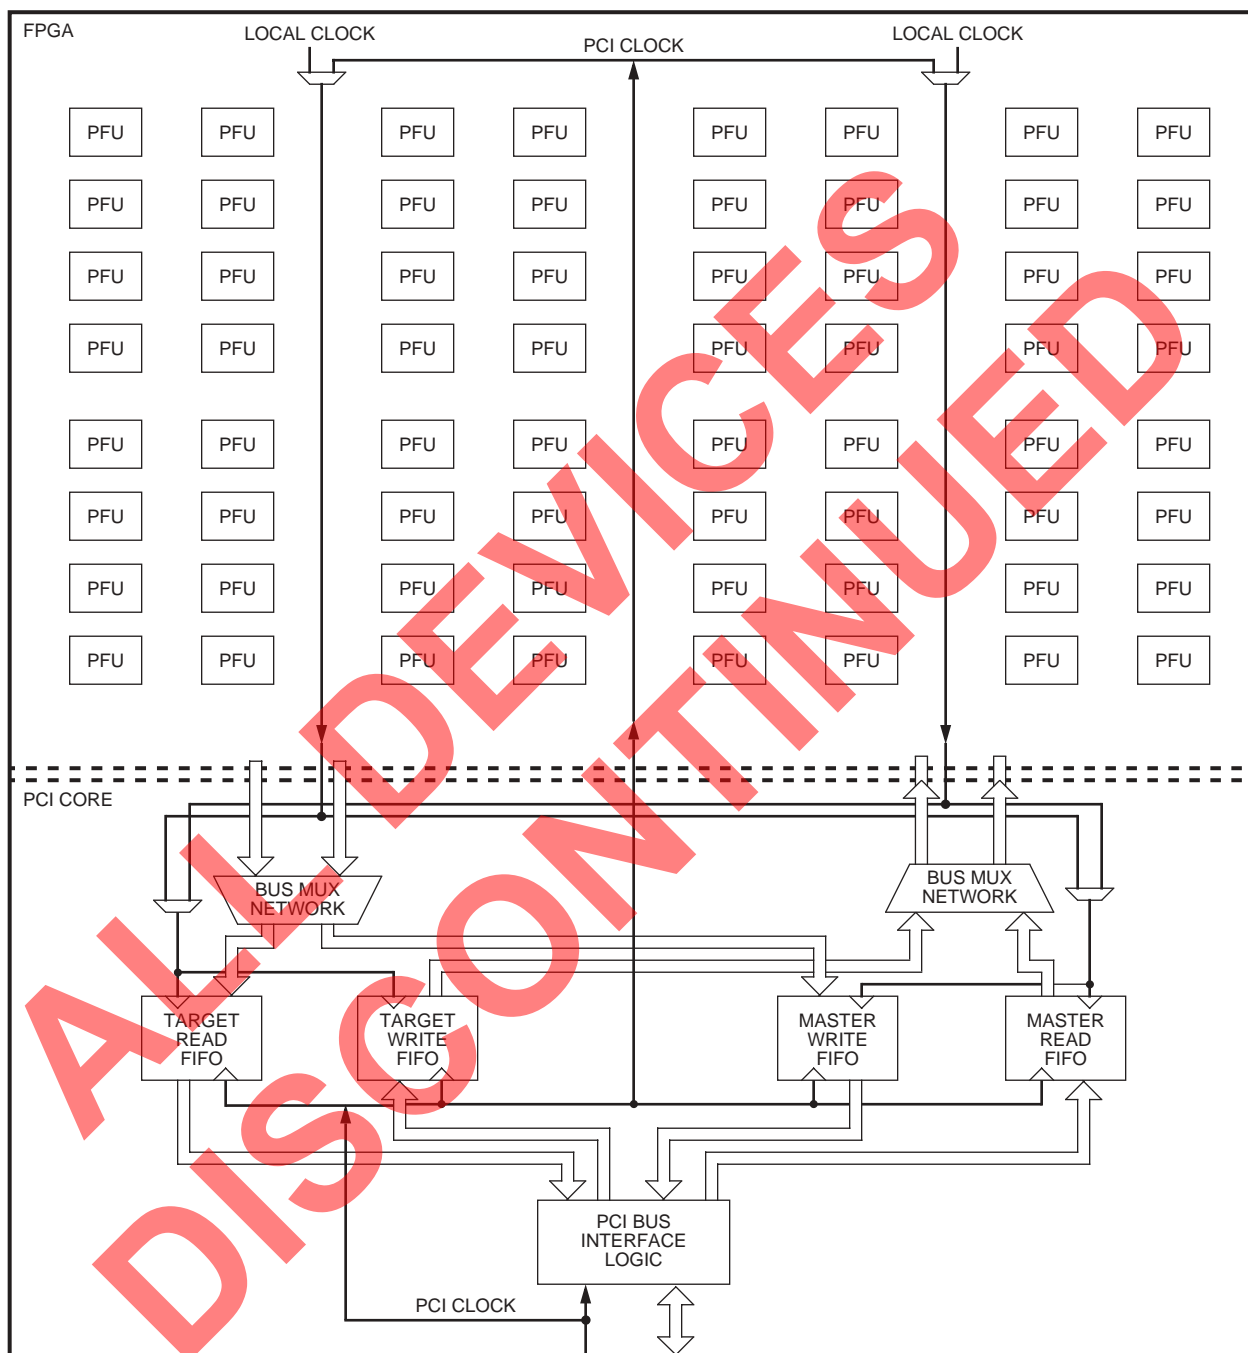 FPGA
LOCAL CLOCK
PCI CLOCK
LOCAL CLOCK
PFU PFU PFU PFU PFU PFU PFU PFU
PFU PFU PFU PFU PFU PFU PFU PFU
PFU PFU PFU PFU PFU PFU PFU PFU
PFU PFU PFU PFU PFU PFU PFU PFU
PFU PFU PFU PFU PFU PFU PFU PFU
PFU PFU PFU PFU PFU PFU PFU PFU
PFU PFU PFU PFU PFU PFU PFU PFU
PFU PFU PFU PFU PFU PFU PFU PFU
PCI CORE
BUS MUX
NETWORK
BUS MUX
NETWORK
TARGET
READ
FIFO
TARGET
WRITE
FIFO
MASTER
WRITE
FIFO
MASTER
READ
FIFO
PCI BUS
INTERFACE
LOGIC
PCI CLOCK
ALL DEVICES
DISCONTINUED